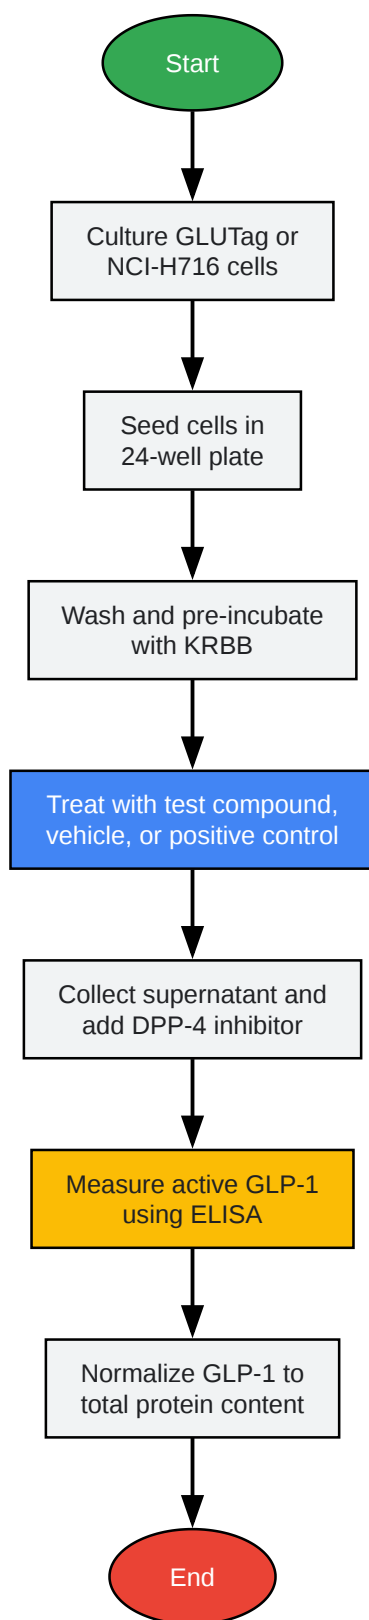 Start
Culture GLUTag or
NCI-H716 cells
Seed cells in
24-well plate
Wash and pre-incubate
with KRBB
Treat with test compound,
vehicle, or positive control
Collect supernatant and
add DPP-4 inhibitor
Measure active GLP-1
using ELISA
Normalize GLP-1 to
total protein content
End